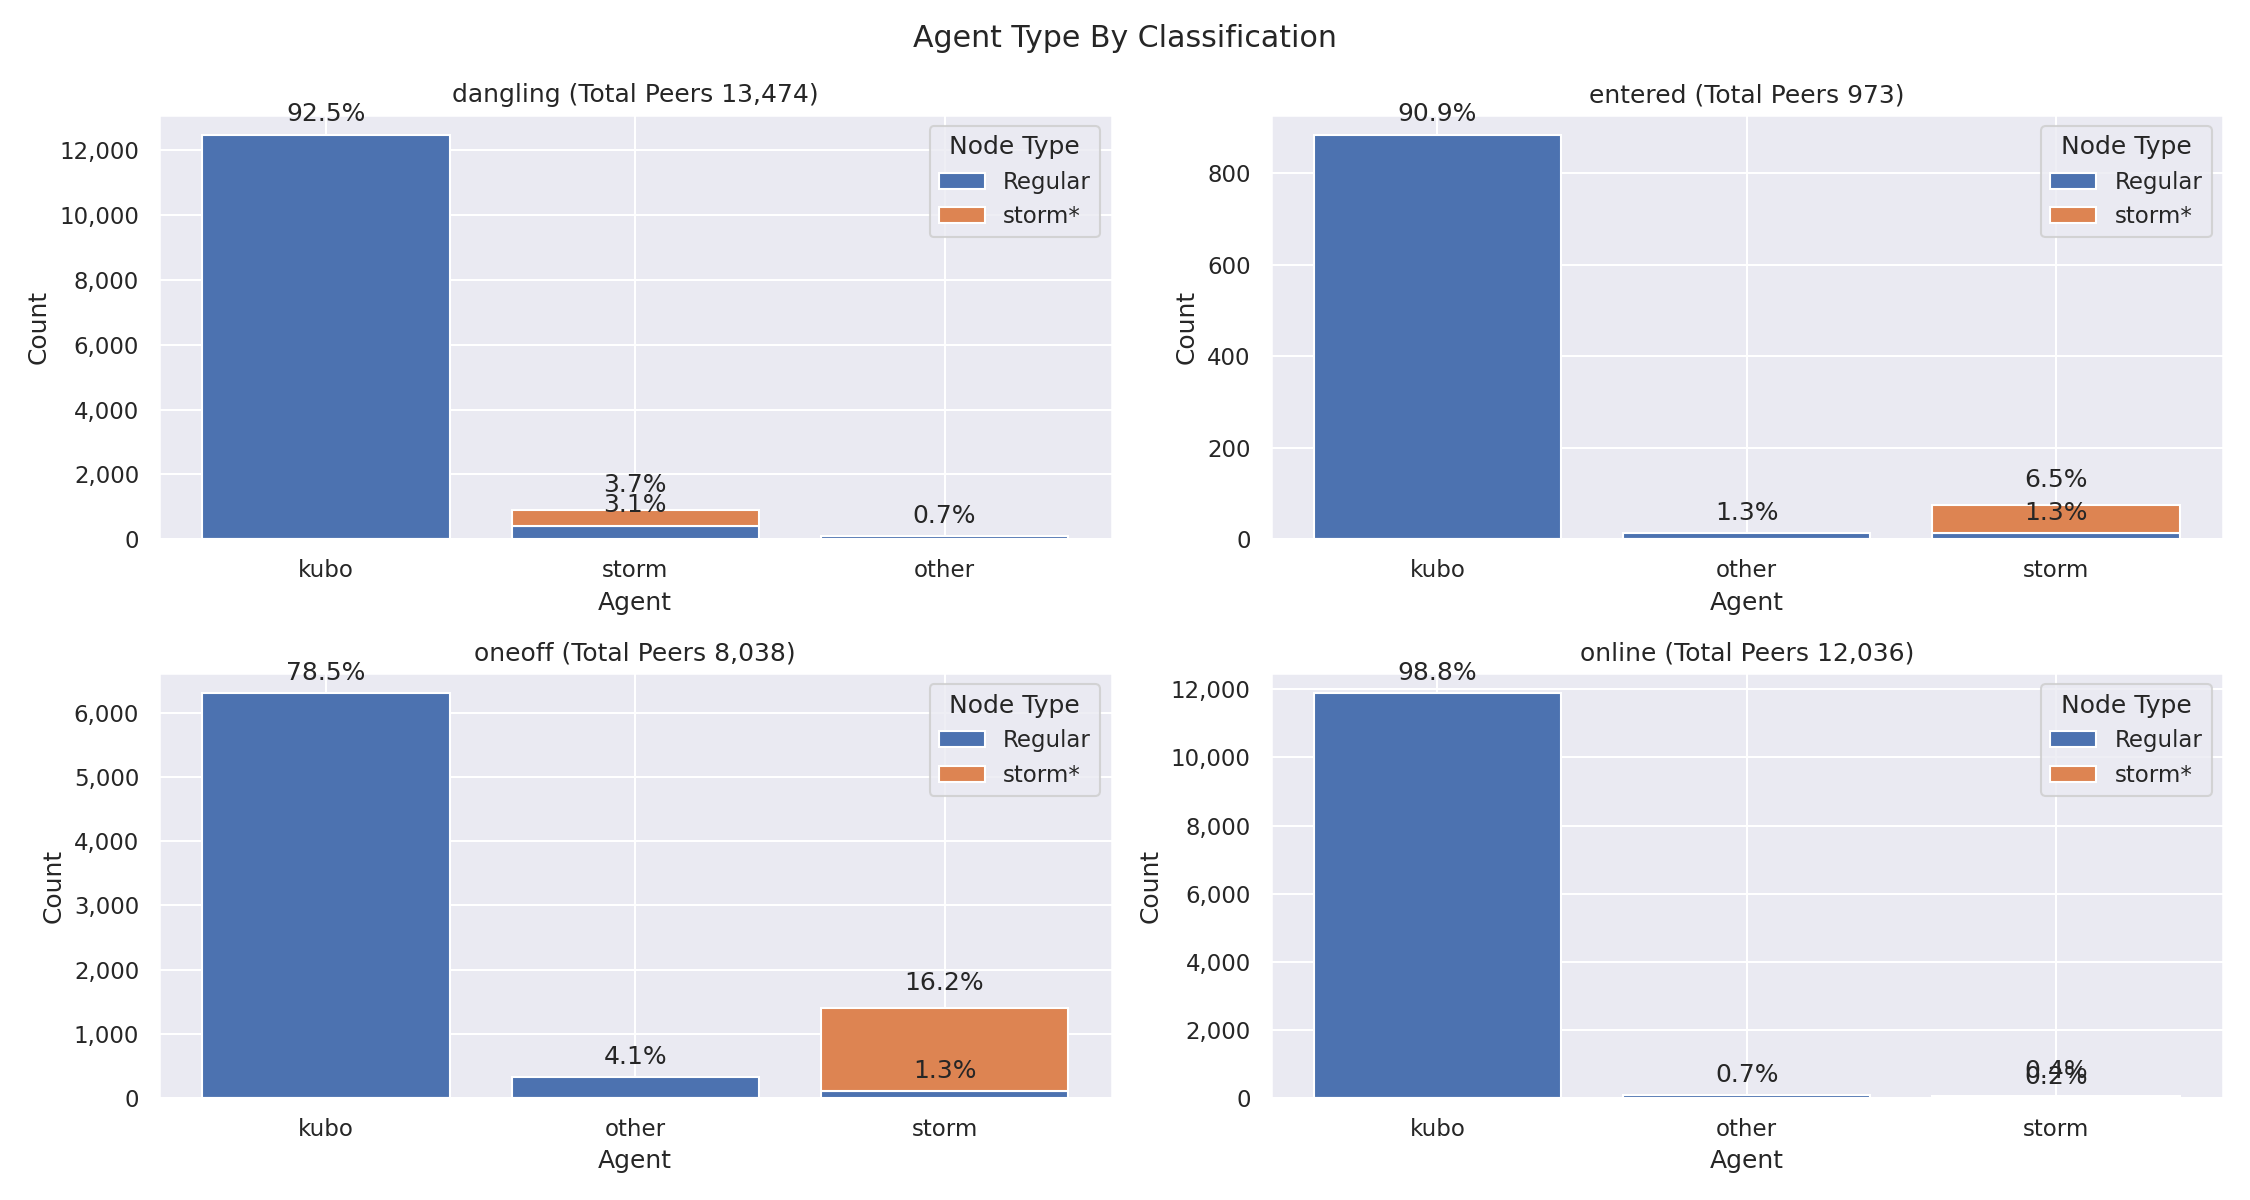 Agent Type By Classification
dangling (Total Peers 13,474)
92.5%
3.7%
3.1%
0.7%
Node Type
Regular
storm*
12,000
10,000
8,000
6,000
4,000
2,000
0
Count
kubo
storm
other
Agent
entered (Total Peers 973)
90.9%
1.3%
6.5%
1.3%
Node Type
Regular
storm*
800
600
400
200
0
Count
kubo
other
storm
Agent
oneoff (Total Peers 8,038)
78.5%
4.1%
16.2%
1.3%
Node Type
Regular
storm*
6,000
5,000
4,000
3,000
2,000
1,000
0
Count
kubo
other
storm
Agent
online (Total Peers 12,036)
98.8%
0.7%
0.4%
0.2%
Node Type
Regular
storm*
12,000
10,000
8,000
6,000
4,000
2,000
0
Count
kubo
other
storm
Agent